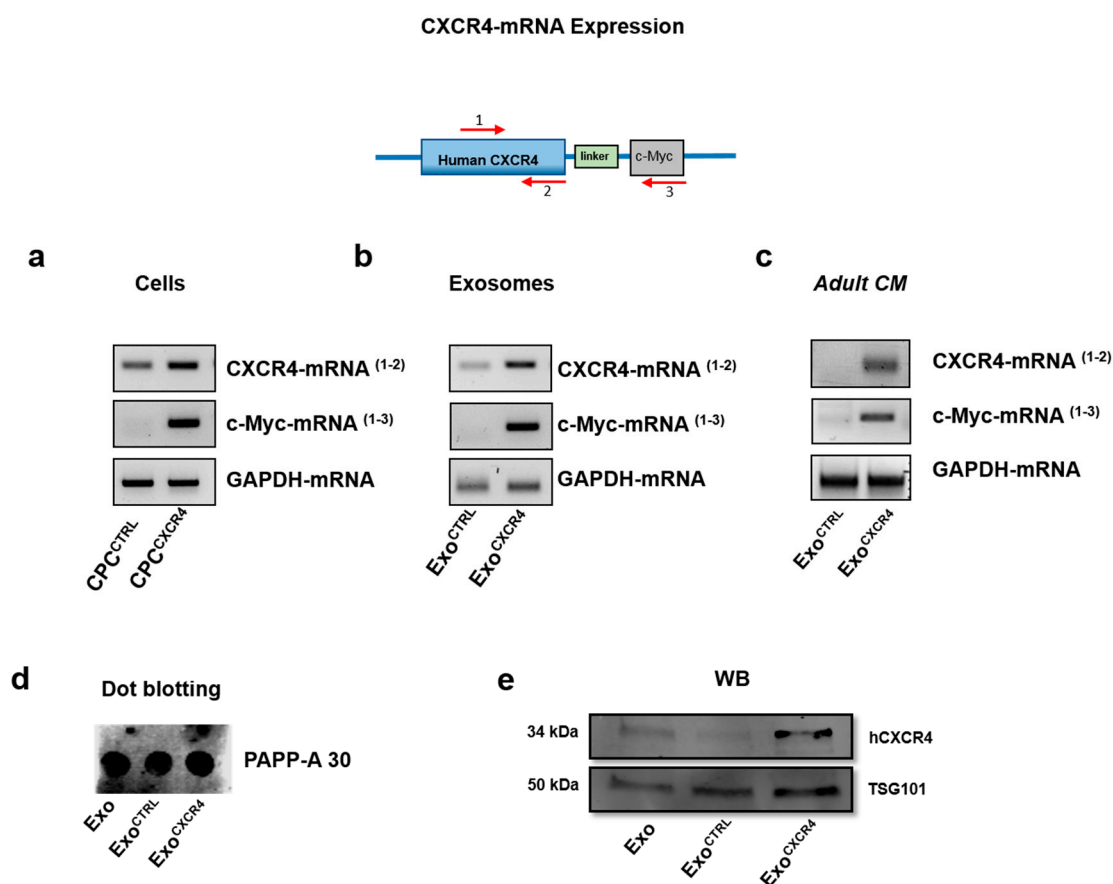 CXCR4-mRNA Expression
1
Human CXCR4
linker
c-Myc
2
3
a
Cells
CXCR4-mRNA (1-2)
c-Myc-mRNA (1-3)
GAPDH-mRNA
CPCCTRL
CPCCXCR4
b
Exosomes
CXCR4-mRNA (1-2)
c-Myc-mRNA (1-3)
GAPDH-mRNA
ExoCTRL
ExoCXCR4
c
Adult CM
CXCR4-mRNA (1-2)
c-Myc-mRNA (1-3)
GAPDH-mRNA
ExoCTRL
ExoCXCR4
d
Dot blotting
PAPP-A 30
Exo
ExoCTRL
ExoCXCR4
e
WB
34 kDa
hCXCR4
50 kDa
TSG101
Exo
ExoCTRL
ExoCXCR4